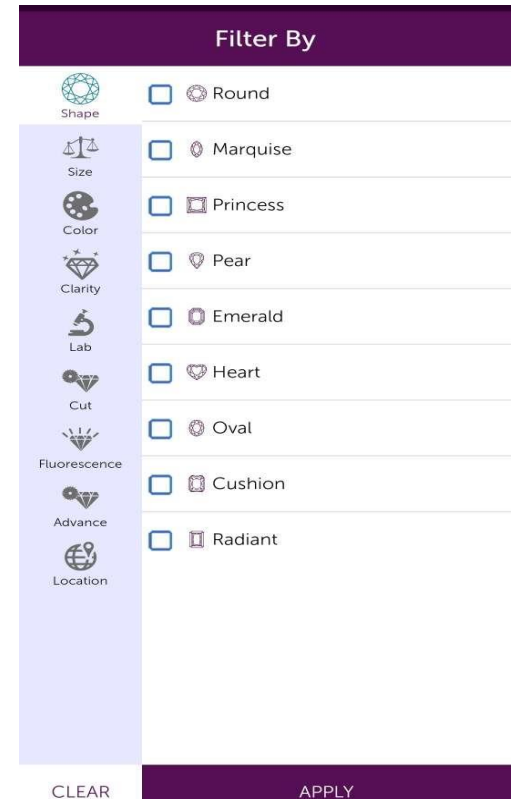 Filter By
Shape
Size
Color
Clarity
Lab
Cut
Fluorescence
Advance
Location
Round
Marquise
Princess
Pear
Emerald
Heart
Oval
Cushion
Radiant
CLEAR
APPLY